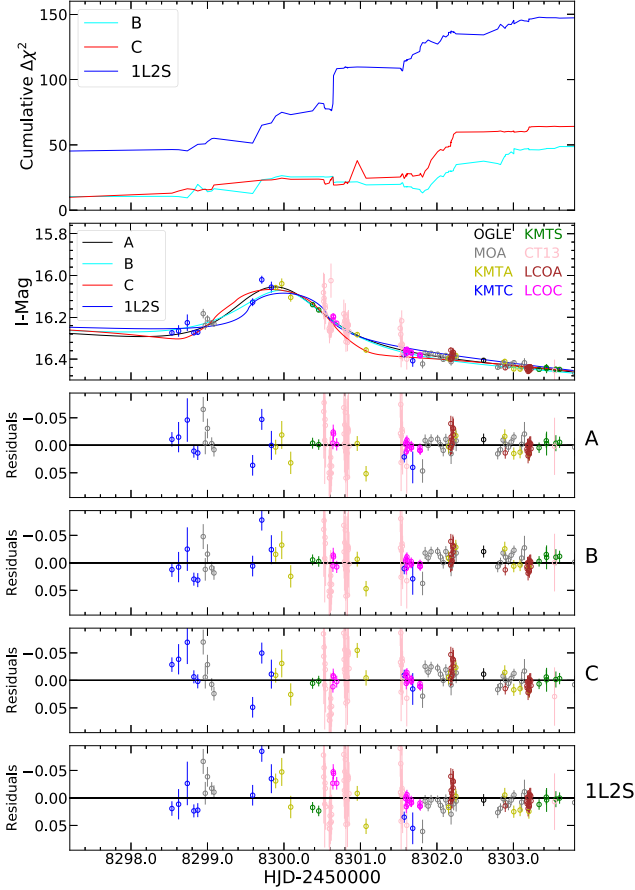 Cumulative Δχ²
150
100
50
0
B
C
1L2S
I-Mag
15.8
16.0
16.2
16.4
A
B
C
1L2S
OGLE KMTS
MOA CT13
KMTA LCOA
KMTC LCOC
Residuals
−0.05
0.00
0.05
A
Residuals
−0.05
0.00
0.05
B
Residuals
−0.05
0.00
0.05
C
Residuals
−0.05
0.00
0.05
1L2S
8298.0 8299.0 8300.0 8301.0 8302.0 8303.0
HJD-2450000